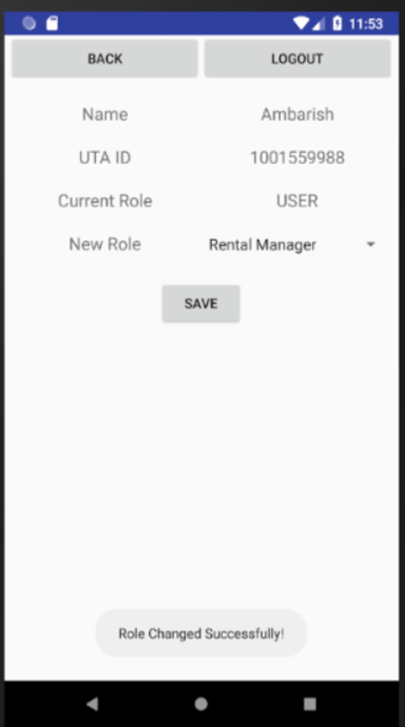 11:53
BACK LOGOUT
Name Ambarish
UTA ID 1001559988
Current Role USER
New Role Rental Manager
SAVE
Role Changed Successfully!